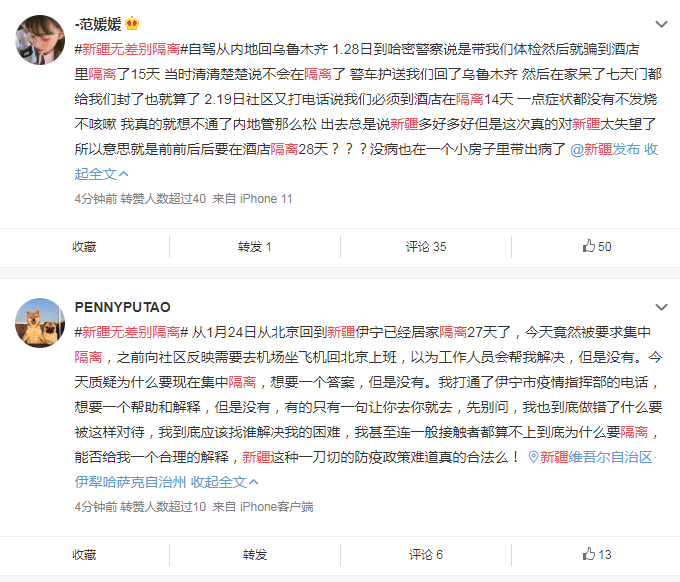 -范媛媛
#新疆无差别隔离#自驾从内地回乌鲁木齐 1.28日到哈密警察说是带我们体检然后就骗到酒店
里隔离了15天 当时清清楚楚说不会在隔离了 警车护送我们回了乌鲁木齐 然后在家呆了七天门都
给我们封了也就算了 2.19日社区又打电话说我们必须到酒店在隔离14天 一点症状都没有不发烧
不咳嗽 我真的就想不通了内地管那么松 出去总是说新疆多好多好但是这次真的对新疆太失望了
所以意思就是前前后后要在酒店隔离28天？？？没病也在一个小房子里带出病了 @新疆发布 收
起全文
4分钟前 转赞人数超过40 来自 iPhone 11
收藏 转发 1 评论 35 50
PENNYPUTAO
#新疆无差别隔离# 从1月24日从北京回到新疆伊宁已经居家隔离27天了，今天竟然被要求集中
隔离，之前向社区反映需要去机场坐飞机回北京上班，以为工作人员会帮我解决，但是没有。今
天质疑为什么要现在集中隔离，想要一个答案，但是没有。我打通了伊宁市疫情指挥部的电话，
想要一个帮助和解释，但是没有，有的只有一句让你去你就去，先别问，我也到底做错了什么要
被这样对待，我到底应该找谁解决我的困难，我甚至连一般接触者都算不上到底为什么要隔离，
能否给我一个合理的解释，新疆这种一刀切的防疫政策难道真的合法么！ 新疆维吾尔自治区·
伊犁哈萨克自治州 收起全文
4分钟前 转赞人数超过10 来自 iPhone客户端
收藏 转发 评论 6 13